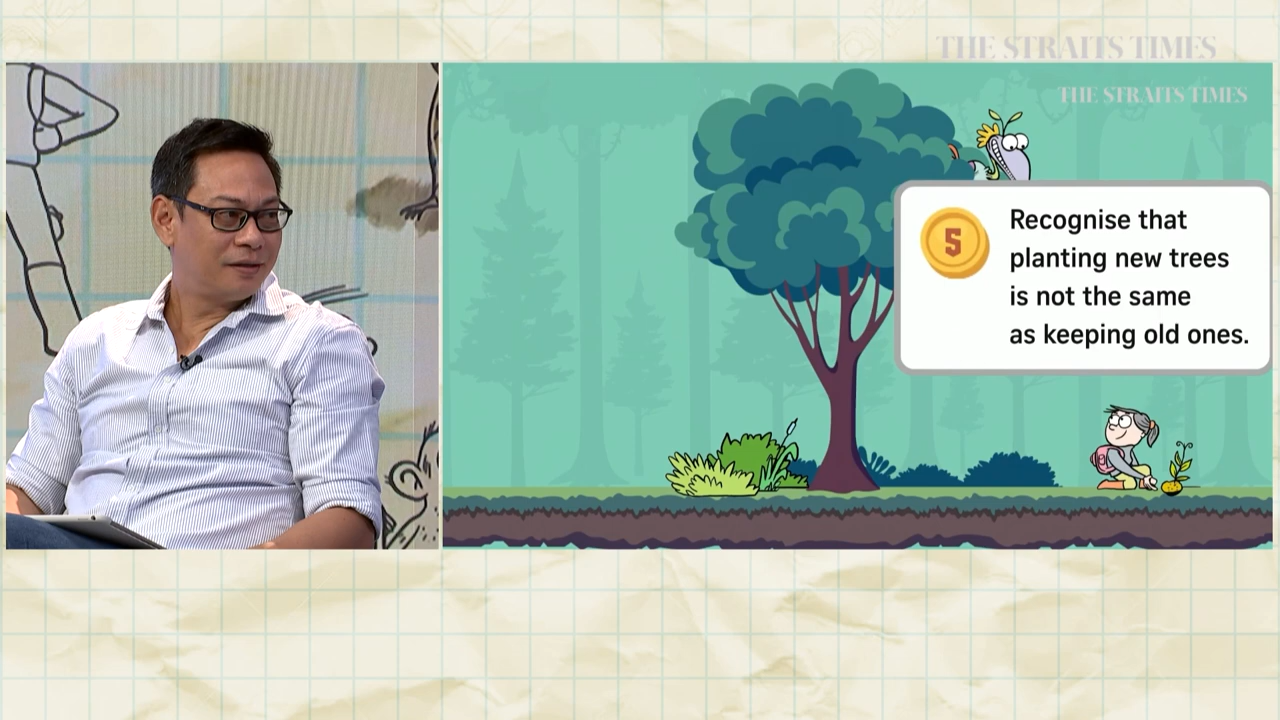 THE STRAITS TIMES
THE STRAITS TIMES
5
Recognise that
planting new trees
is not the same
as keeping old ones.